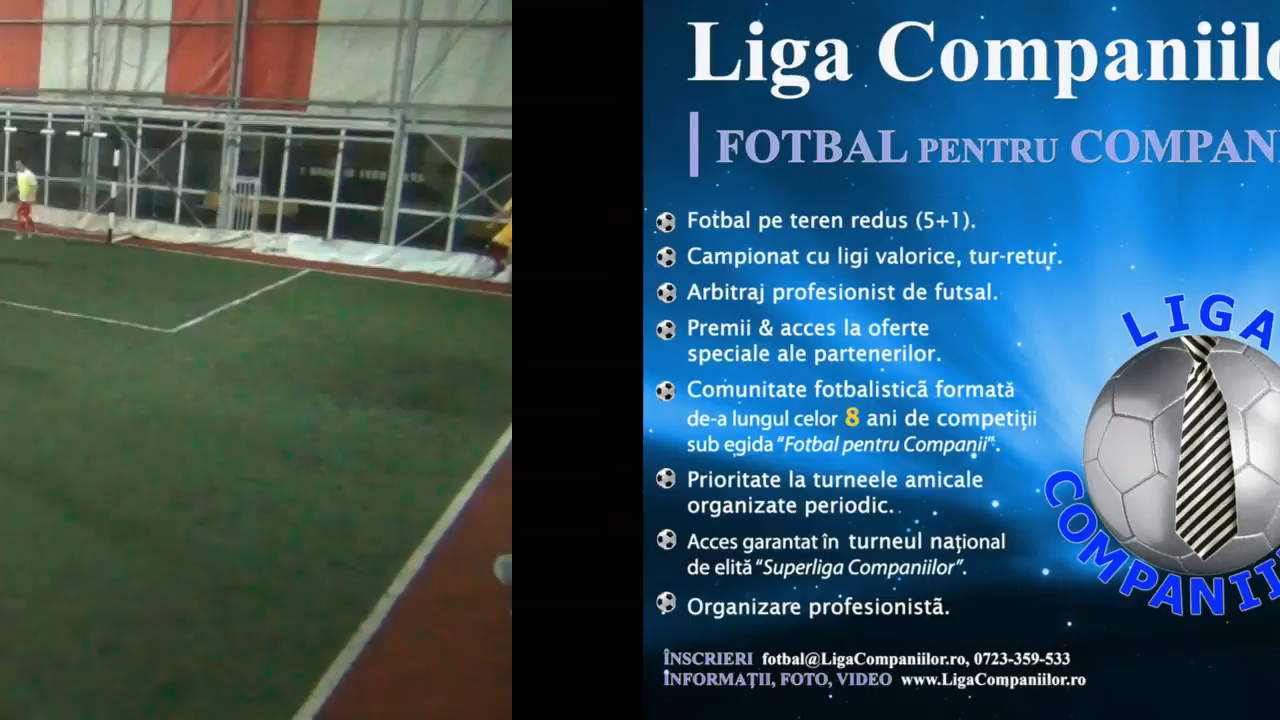 Liga Companiilo
FOTBAL PENTRU COMPAN
Fotbal pe teren redus (5+1).
Campionat cu ligi valorice, tur-retur.
Arbitraj profesionist de futsal.
Premii & acces la oferte
speciale ale partenerilor.
Comunitate fotbalisticã formată
de-a lungul celor 8 ani de competiții
sub egida "Fotbal pentru Companii".
Prioritate la turneele amicale
organizate periodic.
Acces garantat în turneul național
de elită "Superliga Companiilor".
Organizare profesionistã.
LIGA
COMPANII
ÎNSCRIERI fotbal@LigaCompaniilor.ro, 0723-359-533
INFORMAȚII, FOTO, VIDEO www.LigaCompaniilor.ro